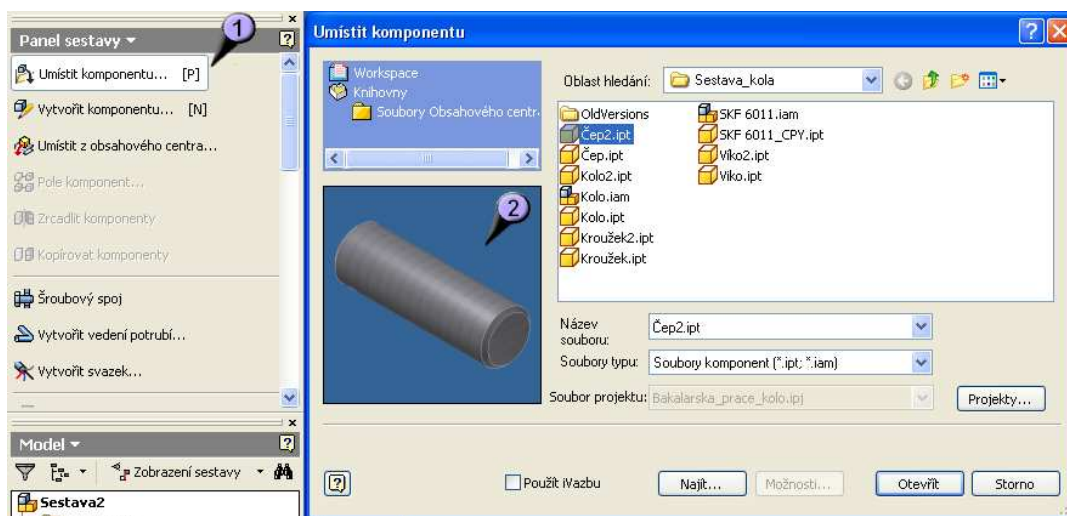 Panel sestavy
1
Umístit komponentu... [P]
Vytvořit komponentu... [N]
Umístit z obsahového centra...
Pole komponent...
Zrcadlit komponenty
Kopírovat komponenty
Šroubový spoj
Vytvořit vedení potrubí...
Vytvořit svazek...
Model
Zobrazení sestavy
Sestava2
Umístit komponentu
Workspace
Knihovny
Soubory Obsahového centr
2
Oblast hledání: Sestava_kola
OldVersions
Čep2.ipt
Čep.ipt
Kolo2.ipt
Kolo.iam
Kolo.ipt
Kroužek2.ipt
Kroužek.ipt
SKF 6011.iam
SKF 6011_CPY.ipt
Víko2.ipt
Víko.ipt
Název
souboru:
Čep2.ipt
Soubory typu: Soubory komponent (*.ipt; *.iam)
Soubor projektu: Bakalarska_prace_kolo.ipj
Projekty...
Použít iVazbu
Najít...
Možnosti...
Otevřít
Storno